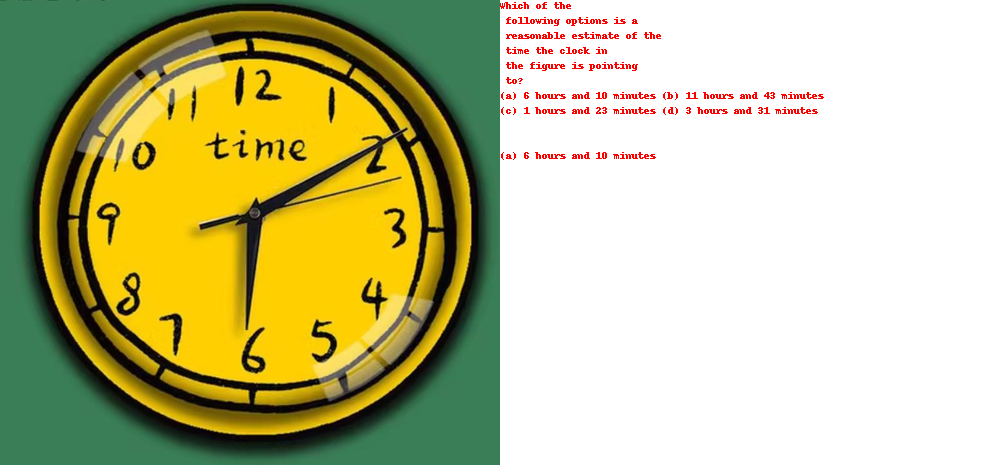 12
11
1
time
10
2
9
3
8
4
7
5
6
Which of the
following options is a
reasonable estimate of the
time the clock in
the figure is pointing
to?
(a) 6 hours and 10 minutes (b) 11 hours and 43 minutes
(c) 1 hours and 23 minutes (d) 3 hours and 31 minutes
(a) 6 hours and 10 minutes